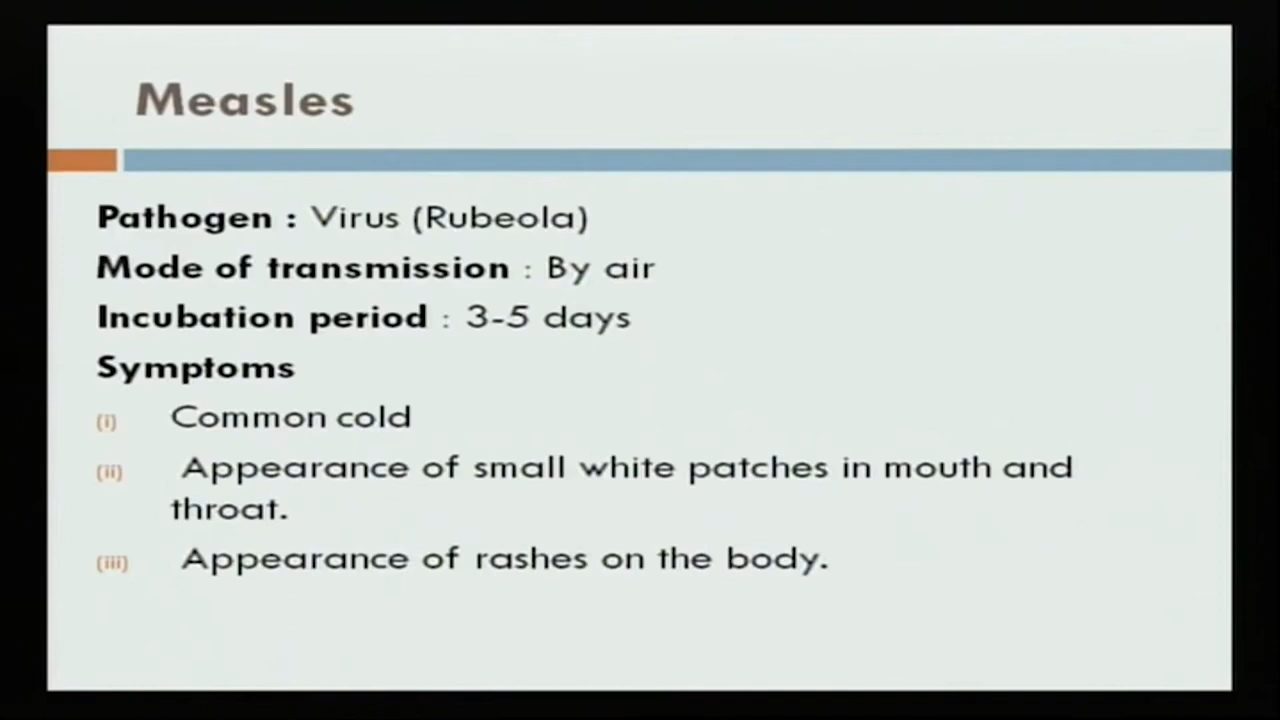 Measles
Pathogen : Virus (Rubeola)
Mode of transmission : By air
Incubation period : 3-5 days
Symptoms
(i) Common cold
(ii) Appearance of small white patches in mouth and
throat.
(iii) Appearance of rashes on the body.